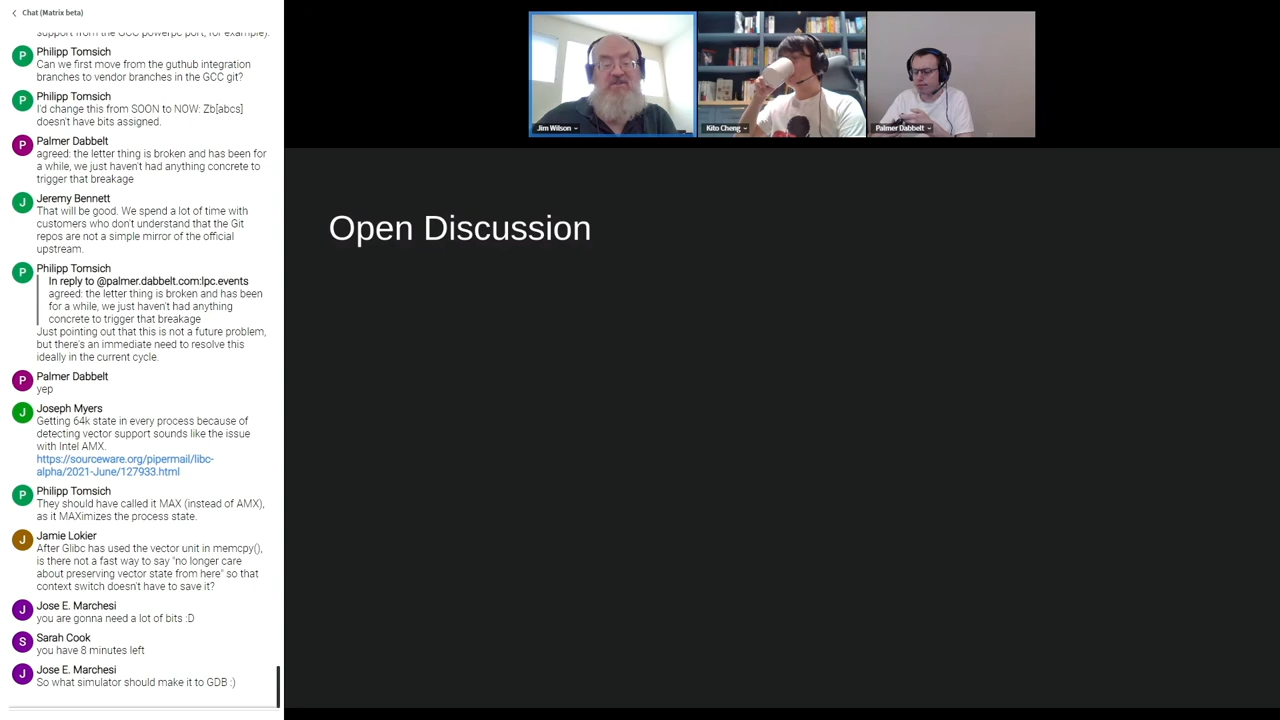 Chat (Matrix beta)
support from the GCC powerpc port, for example).
Philipp Tomsich
Can we first move from the guthub integration
branches to vendor branches in the GCC git?
Philipp Tomsich
I'd change this from SOON to NOW: Zb[abcs]
doesn't have bits assigned.
Palmer Dabbelt
agreed: the letter thing is broken and has been for
a while, we just haven't had anything concrete to
trigger that breakage
Jeremy Bennett
That will be good. We spend a lot of time with
customers who don't understand that the Git
repos are not a simple mirror of the official
upstream.
Philipp Tomsich
In reply to @palmer.dabbelt.com:lpc.events
agreed: the letter thing is broken and has been
for a while, we just haven't had anything
concrete to trigger that breakage
Just pointing out that this is not a future problem,
but there's an immediate need to resolve this
ideally in the current cycle.
Palmer Dabbelt
yep
Joseph Myers
Getting 64k state in every process because of
detecting vector support sounds like the issue
with Intel AMX.
https://sourceware.org/pipermail/libc-
alpha/2021-June/127933.html
Philipp Tomsich
They should have called it MAX (instead of AMX),
as it MAXimizes the process state.
Jamie Lokier
After Glibc has used the vector unit in memcpy(),
is there not a fast way to say "no longer care
about preserving vector state from here" so that
context switch doesn't have to save it?
Jose E. Marchesi
you are gonna need a lot of bits :D
Sarah Cook
you have 8 minutes left
Jose E. Marchesi
So what simulator should make it to GDB :)
Jim Wilson
Kito Cheng
Palmer Dabbelt
Open Discussion